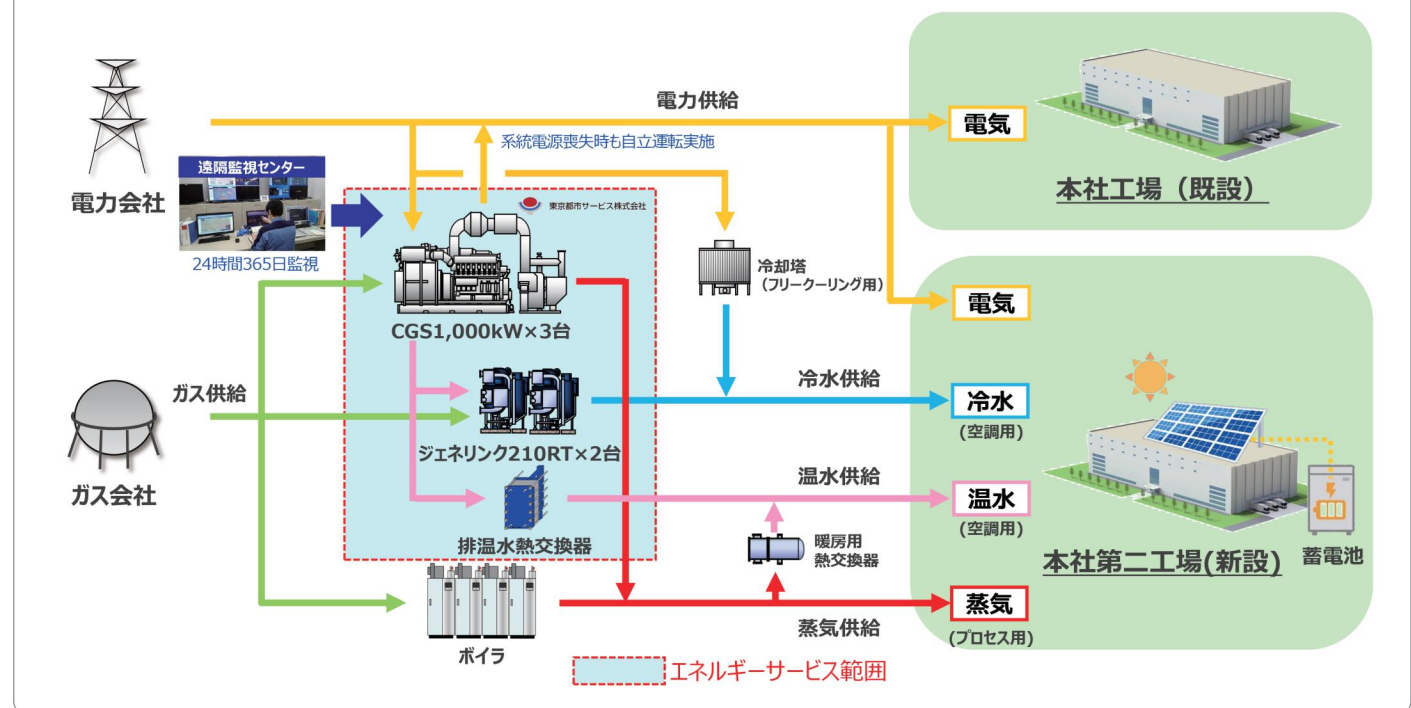 電力供給
電気
系統電源喪失時も自立運転実施
遠隔監視センター
電力会社
本社工場（既設）
東京都市サービス株式会社
24時間365日監視
冷却塔
（フリークーリング用）
電気
CGS1,000kW×3台
ガス供給
冷水供給
冷水
(空調用)
ジェネリンク210RT×2台
ガス会社
温水供給
温水
(空調用)
排温水熱交換器
暖房用
熱交換器
本社第二工場(新設)
蓄電池
蒸気
蒸気供給
(プロセス用)
ボイラ
エネルギーサービス範囲